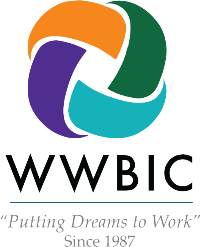 WWBIC
“Putting Dreams to Work”
Since 1987